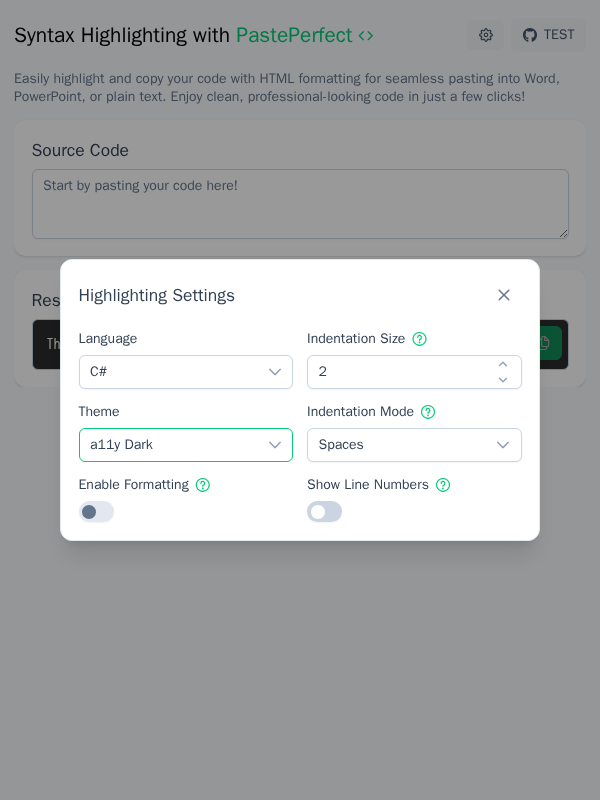 Syntax Highlighting with PastePerfect <>
TEST
Easily highlight and copy your code with HTML formatting for seamless pasting into Word,
PowerPoint, or plain text. Enjoy clean, professional-looking code in just a few clicks!
Source Code
Start by pasting your code here!
Res
Th
Highlighting Settings
Language
Indentation Size
C#
2
Theme
Indentation Mode
a11y Dark
Spaces
Enable Formatting
Show Line Numbers